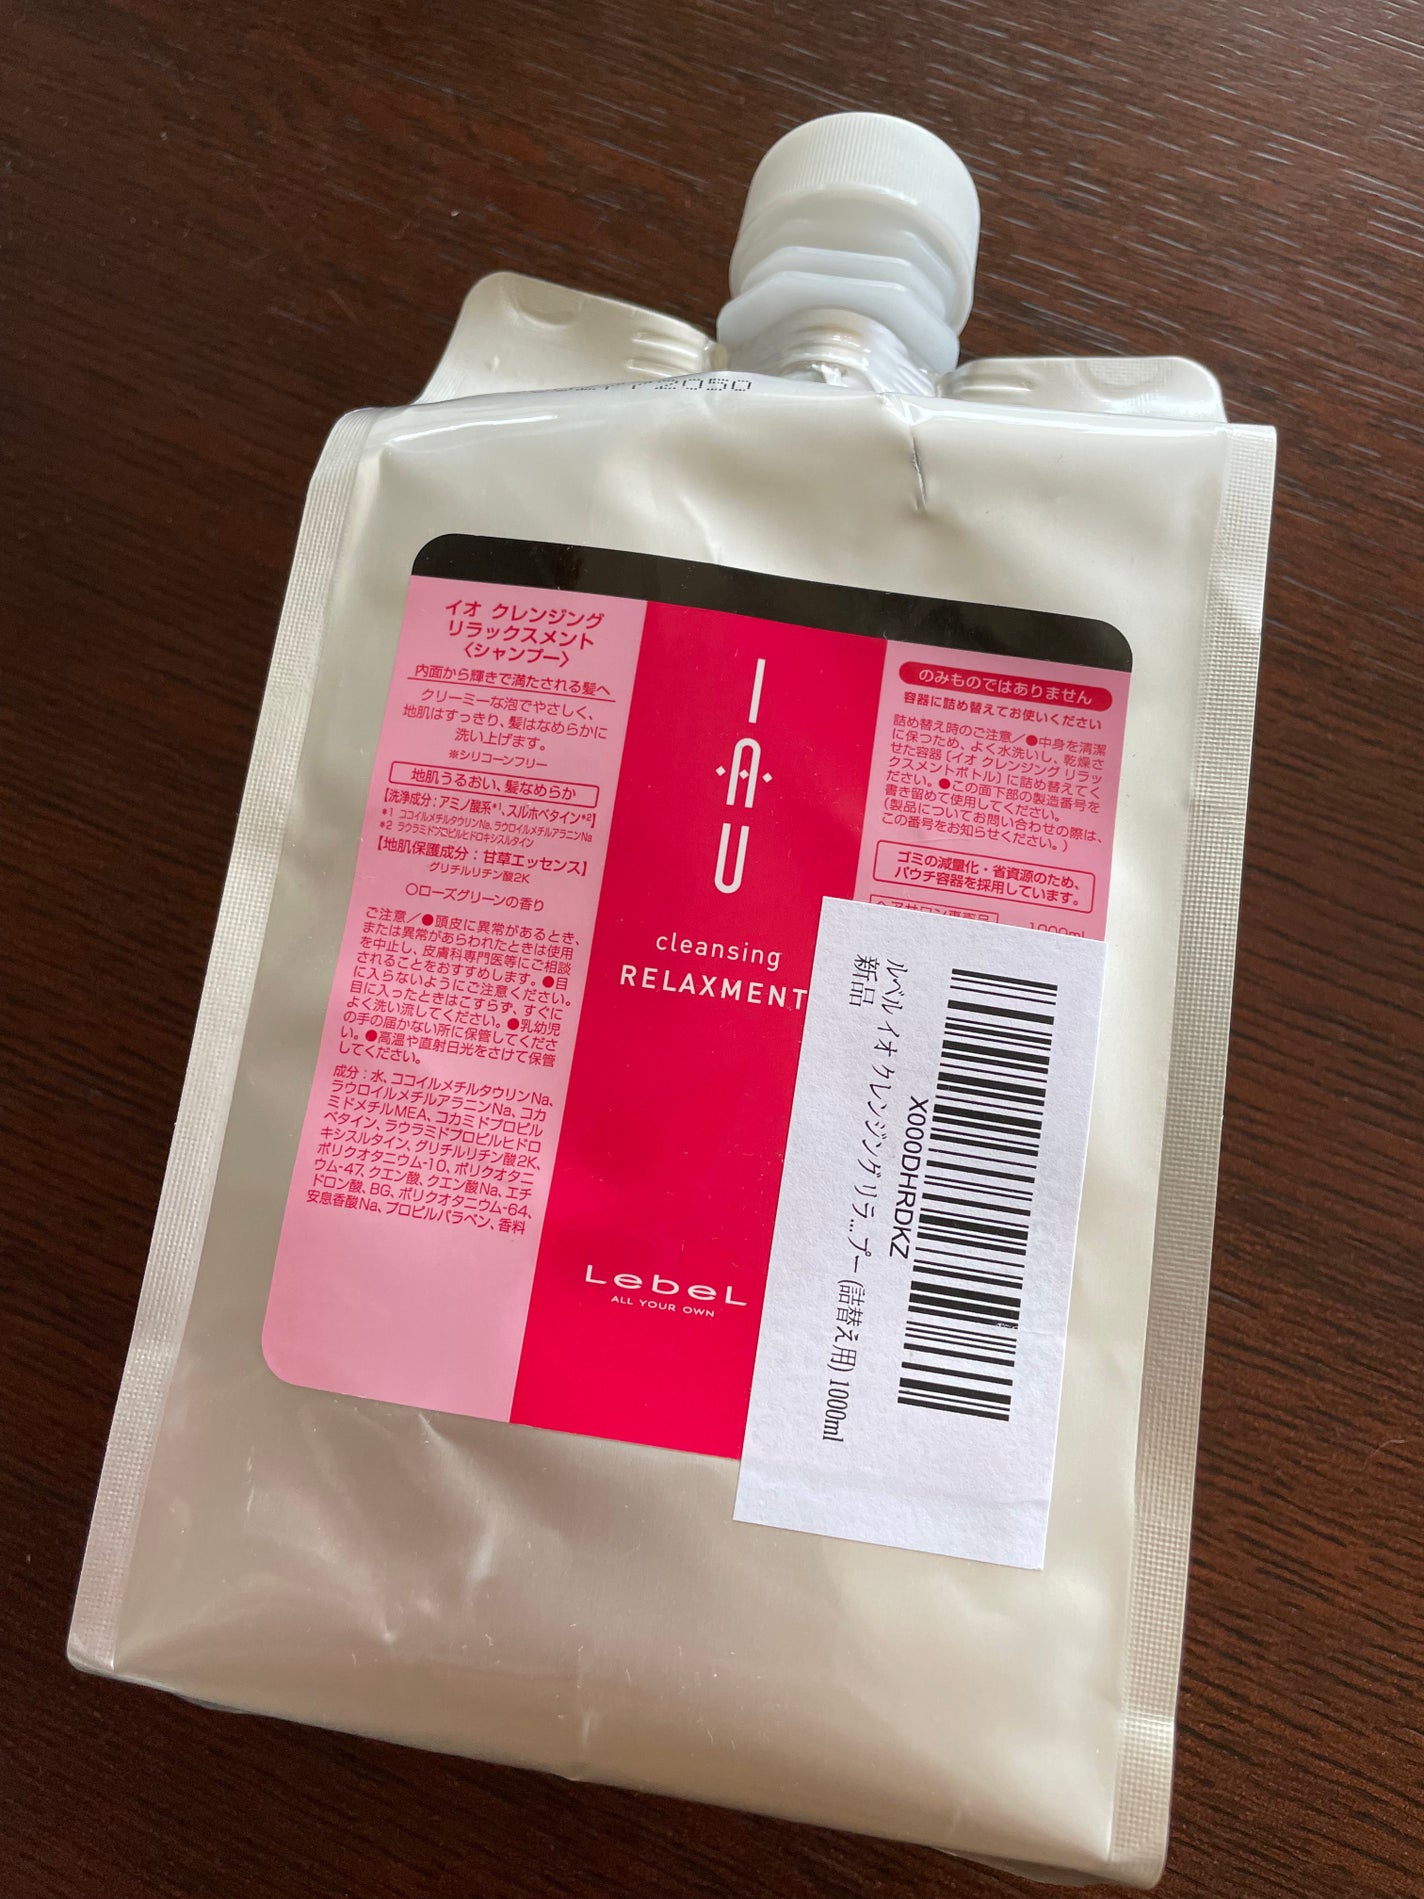 2050
イオ クレンジング
リラックスメント
〈シャンプー〉
内面から輝きで満たされる髪へ
クリーミーな泡でやさしく、
地肌はすっきり、髪はなめらかに
洗い上げます。
※シリコーンフリー
地肌うるおい、髪なめらか
【洗浄成分：アミノ酸系*1、スルホベタイン*2】
*1 ココイルメチルタウリンNa、ラウロイルメチルアラニンNa
*2 ラウラミドプロピルヒドロキシスルタイン
【地肌保護成分：甘草エッセンス】
グリチルリチン酸2K
○ローズグリーンの香り
ご注意／●頭皮に異常があるとき、
または異常があらわれたときは使用
を中止し、皮膚科専門医等にご相談
されることをおすすめします。●目
に入らないようにご注意ください。
目に入ったときはこすらず、すぐに
よく洗い流してください。●乳幼児
の手の届かない所に保管してくださ
い。●高温や直射日光をさけて保管
してください。
成分：水、ココイルメチルタウリンNa、
ラウロイルメチルアラニンNa、コカ
ミドメチルMEA、コカミドプロピル
ベタイン、ラウラミドプロピルヒドロ
キシスルタイン、グリチルリチン酸2K、
ポリクオタニウム-10、ポリクオタニ
ウム-47、クエン酸、クエン酸Na、エチ
ドロン酸、BG、ポリクオタニウム-64、
安息香酸Na、プロピルパラベン、香料
IAU
cleansing
RELAXMENT
LebeL
ALL YOUR OWN
のみものではありません
容器に詰め替えてお使いください
詰め替え時のご注意／●中身を清潔
に保つため、よく水洗いし、乾燥さ
せた容器〔イオ クレンジング リラッ
クスメントボトル〕に詰め替えてく
ださい。●この面下部の製造番号を
書き留めて使用してください。
（製品についてお問い合わせの際は、
この番号をお知らせください。）
ゴミの減量化・省資源のため、
パウチ容器を採用しています。
ヘアサロン専売品
1000mL
X000DHRDKZ
ルベル イオ クレンジング リラ...プー (詰替え用) 1000ml
新品